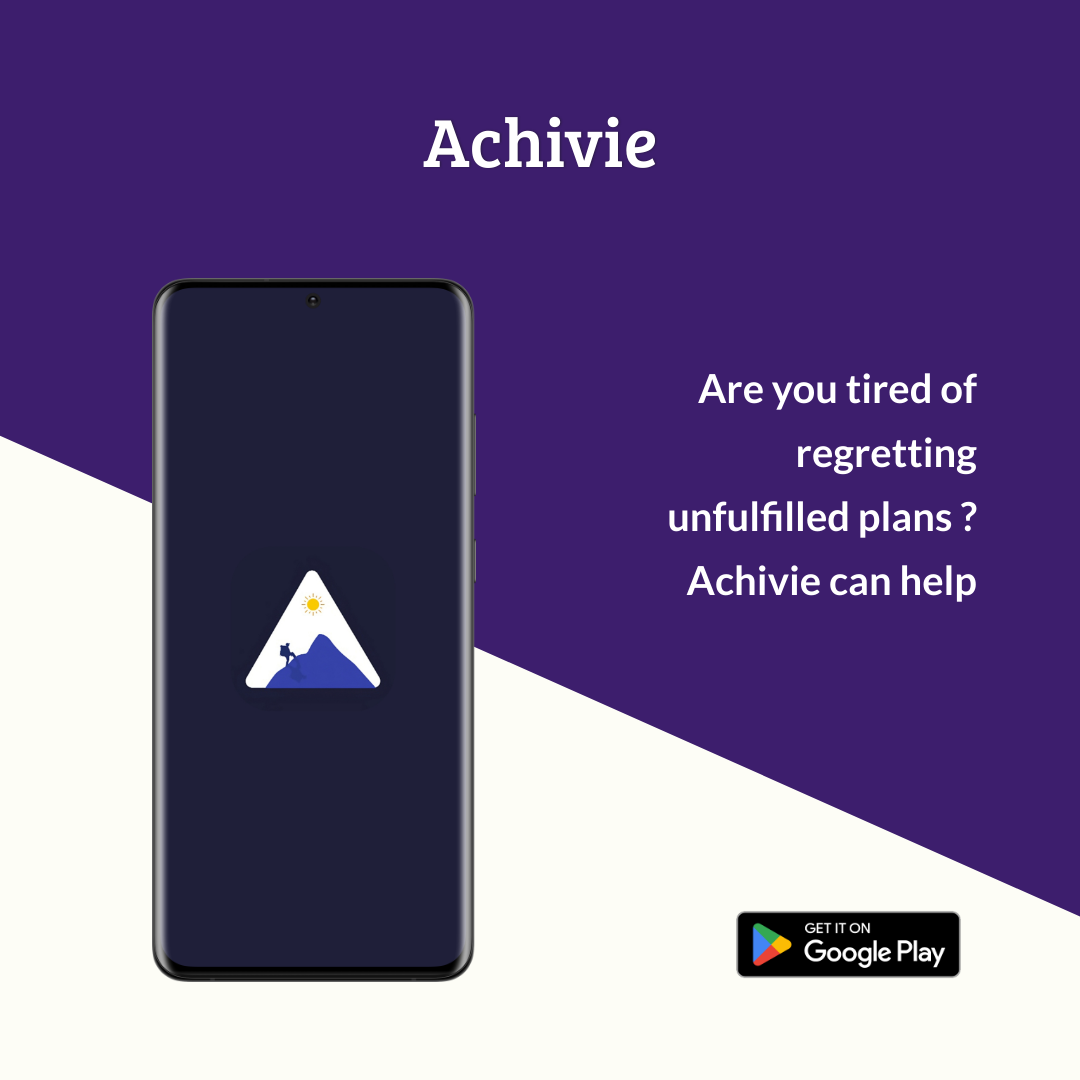 Achivie
Are you tired of
regretting
unfulfilled plans ?
Achivie can help
GET IT ON
Google Play